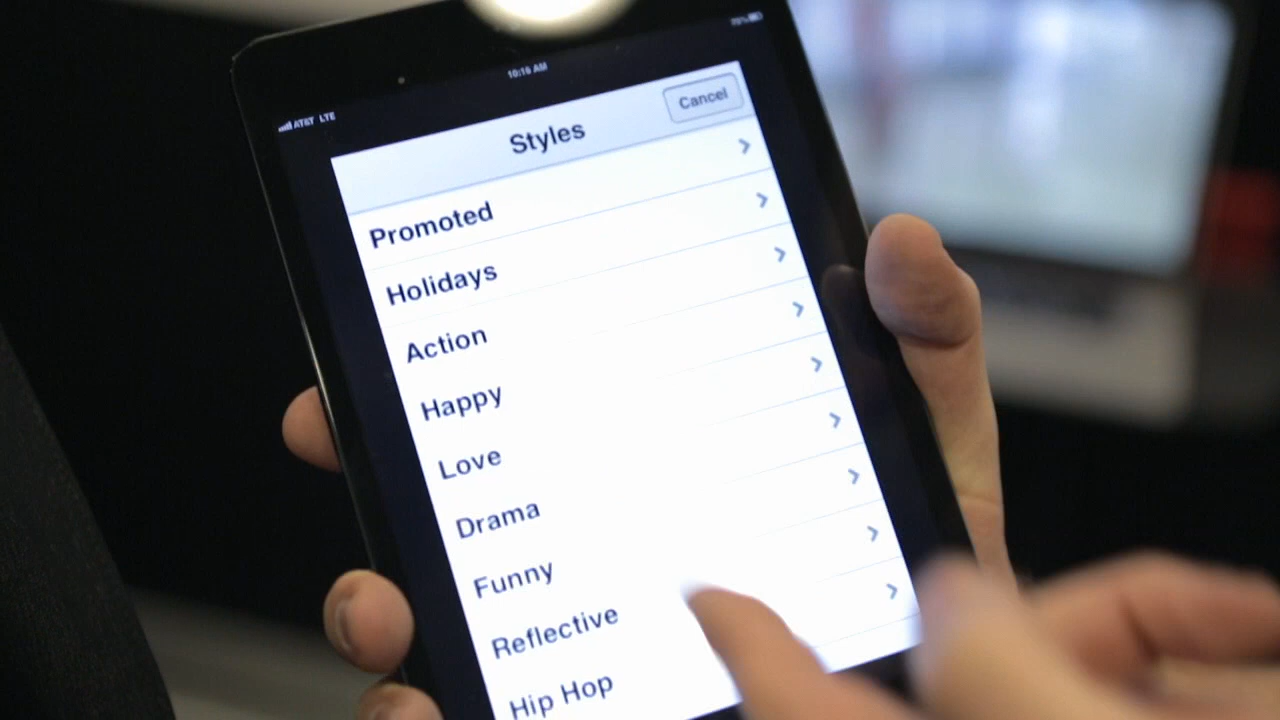 AT&T LTE
10:16 AM
Styles
Cancel
Promoted
Holidays
Action
Happy
Love
Drama
Funny
Reflective
Hip Hop